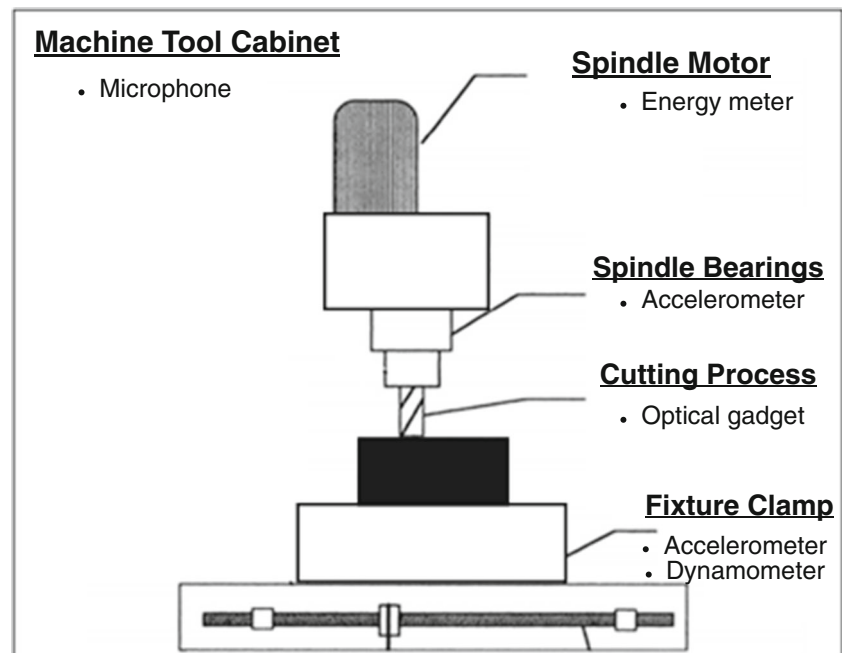 Machine Tool Cabinet
• Microphone
Spindle Motor
• Energy meter
Spindle Bearings
• Accelerometer
Cutting Process
• Optical gadget
Fixture Clamp
• Accelerometer
• Dynamometer